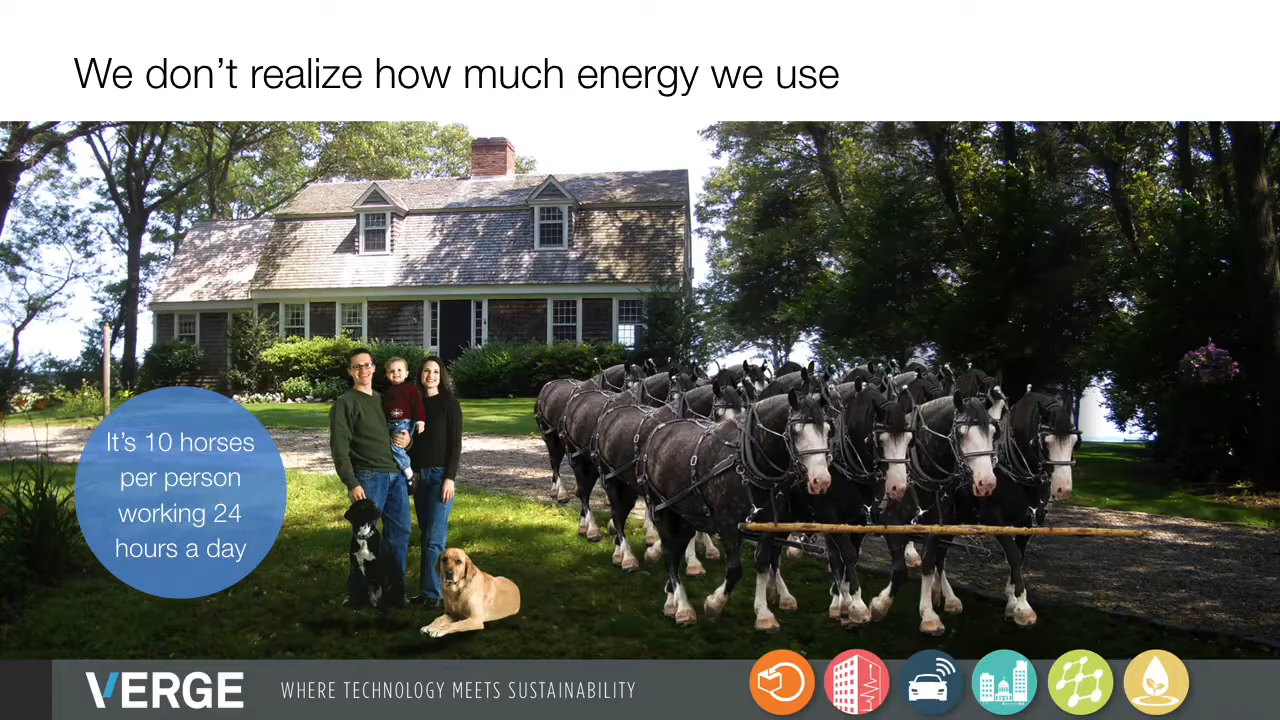 We don’t realize how much energy we use
It’s 10 horses
per person
working 24
hours a day
VERGE
WHERE TECHNOLOGY MEETS SUSTAINABILITY